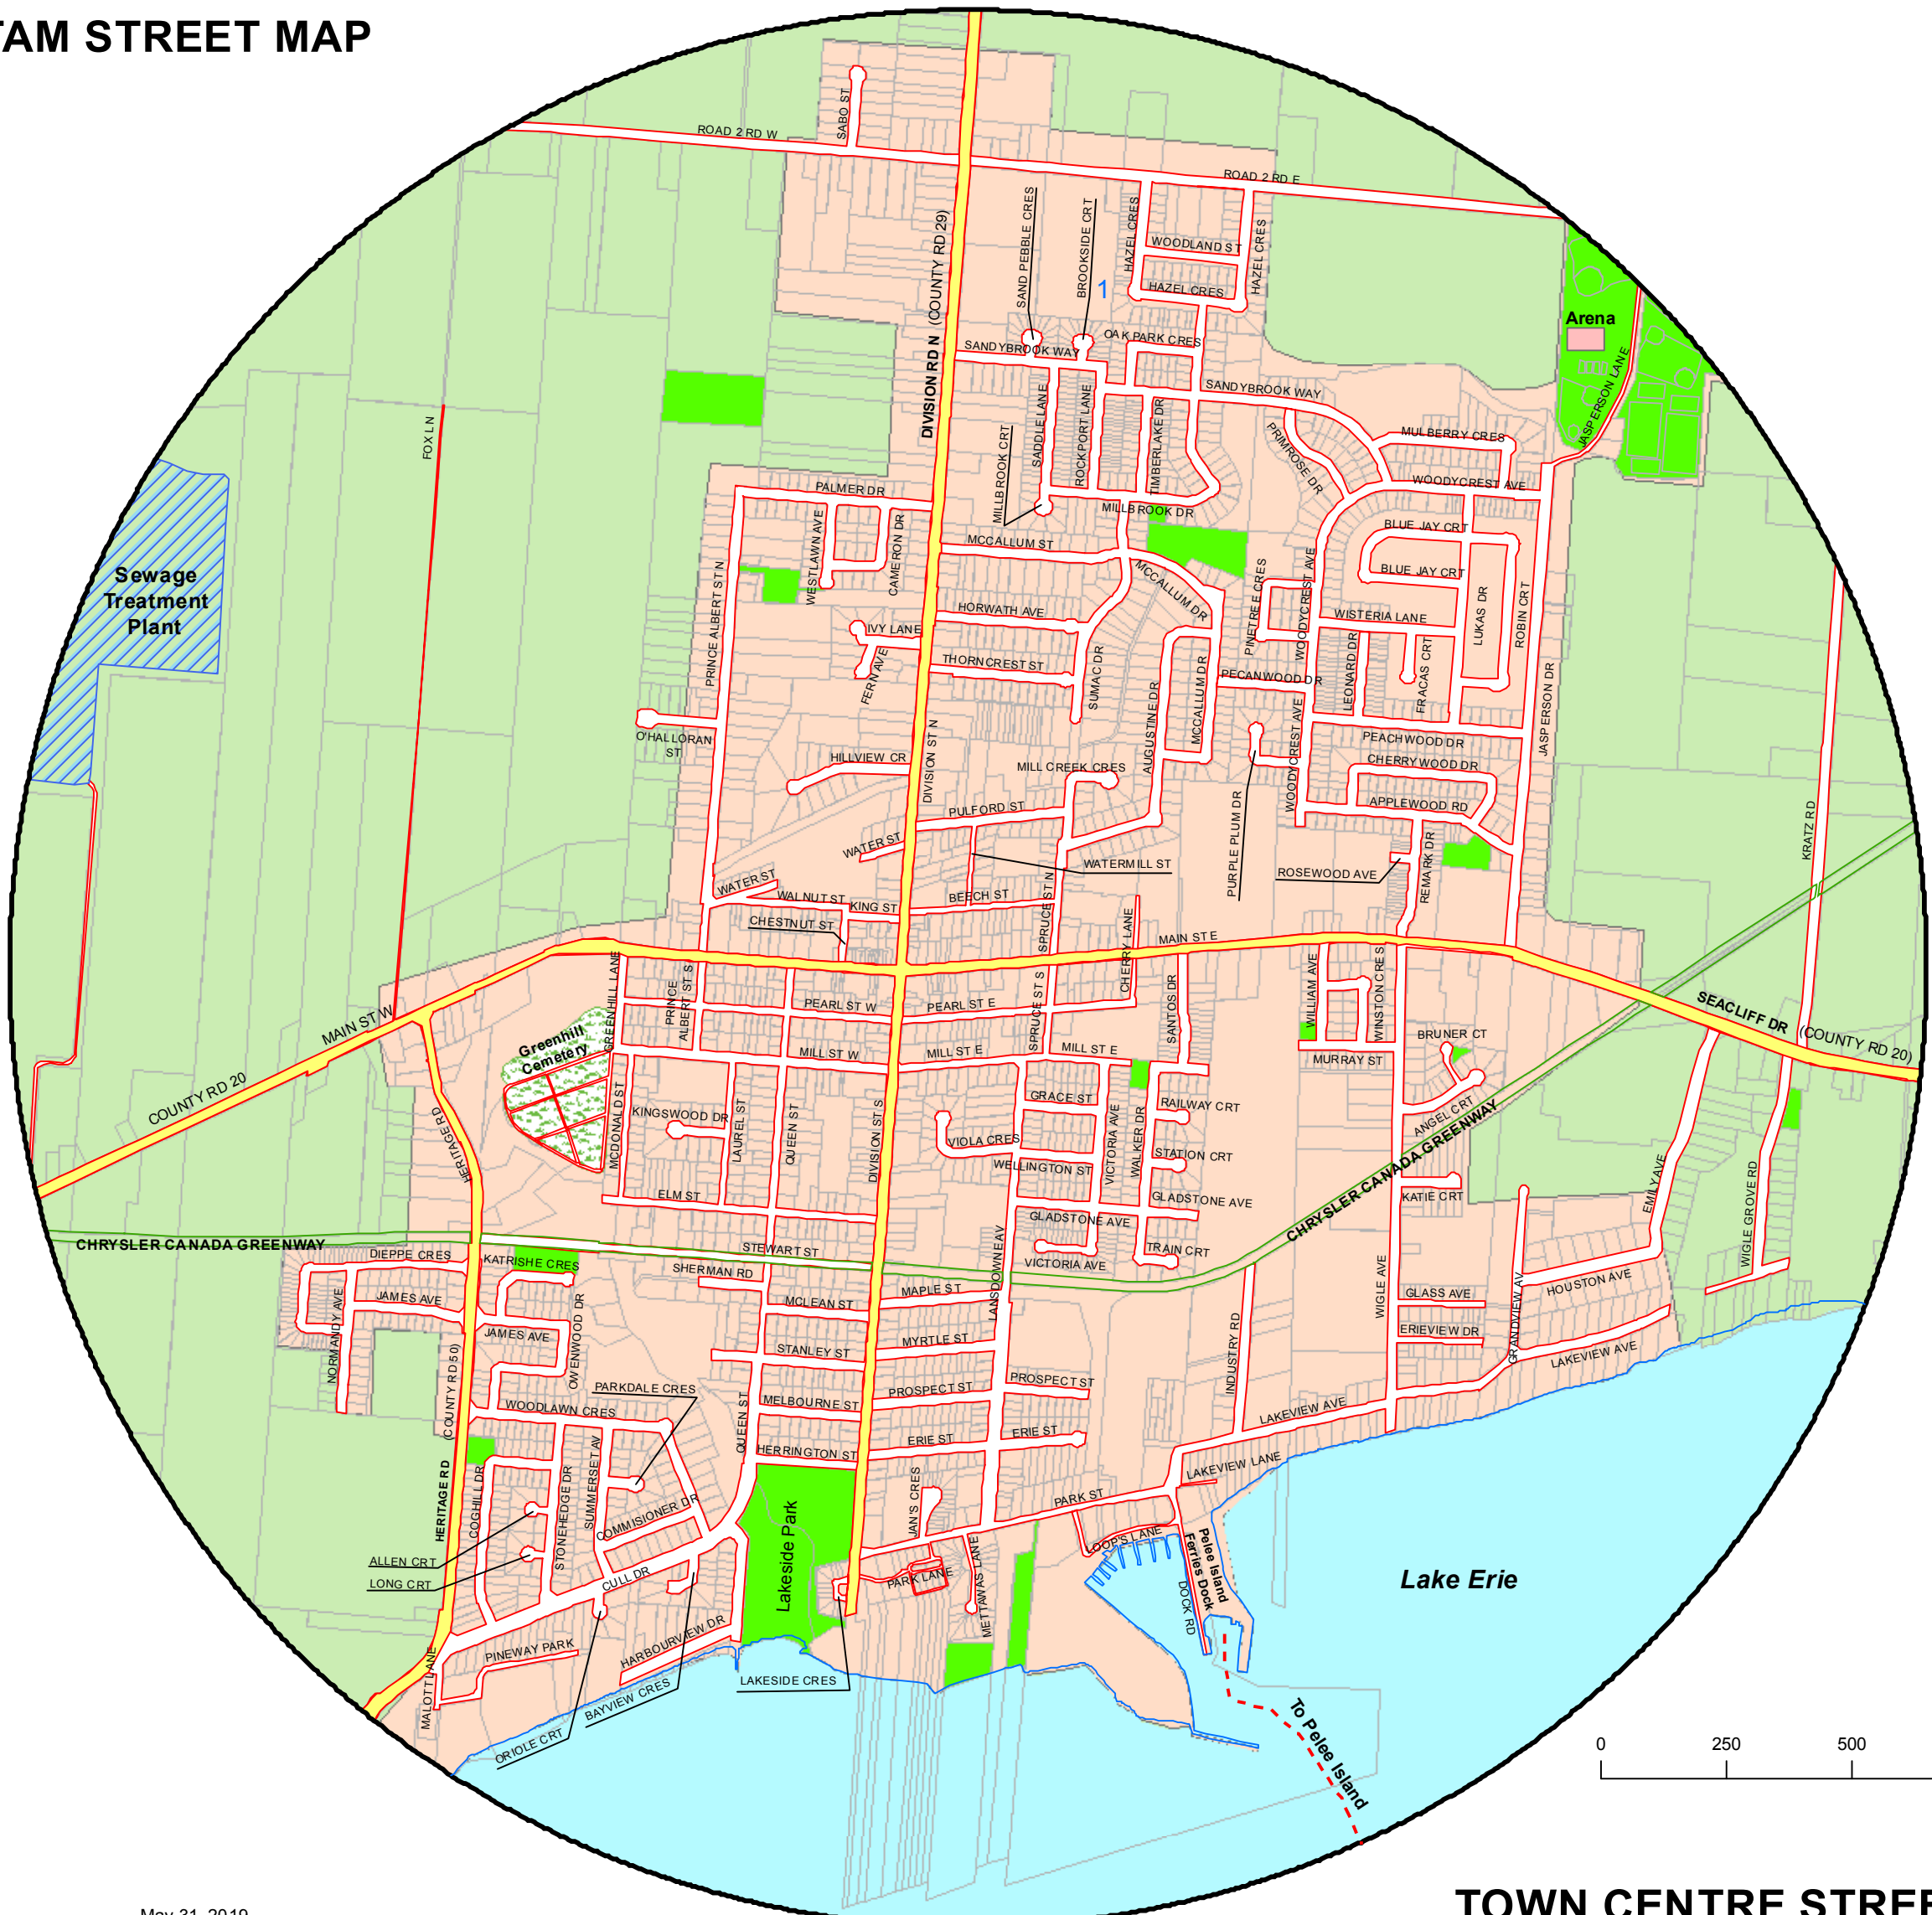 TAM STREET MAP
SABO ST
ROAD 2 RD W
ROAD 2 RD E
DIVISION RD N (COUNTY RD 29)
SAND PEBBLE CRES
BROOKSIDE CRT
1
HAZEL CRES
WOODLAND ST
HAZEL CRES
HAZEL CRES
Arena
JASPERSON LANE
OAK PARK CRES
SANDYBROOK WAY
SANDYBROOK WAY
FOX LN
SADDLE LANE
ROCKPORT LANE
TIMBERLAKE DR
MILLBROOK CRT
PRIMROSE DR
MULBERRY CRES
WOODYCREST AVE
PALMER DR
MILLBROOK DR
WESTLAWN AVE
CAMERON DR
MCCALLUM ST
BLUE JAY CRT
BLUE JAY CRT
Sewage
Treatment
Plant
PRINCE ALBERT ST N
MCCALLUM DR
PINETREE CRES
WOODYCREST AVE
HORWATH AVE
WISTERIA LANE
LUKAS DR
ROBIN CRT
IVY LANE
FERN AVE
THORNCREST ST
SUMAC DR
AUGUSTINE DR
MCCALLUM DR
PECANWOOD DR
LEONARD DR
FRACAS CRT
JASPERSON DR
O'HALLORAN
ST
HILLVIEW CR
DIVISION ST N
MILL CREEK CRES
WOODYCREST AVE
PEACHWOOD DR
CHERRYWOOD DR
APPLEWOOD RD
PULFORD ST
WATER ST
WATERMILL ST
PURPLE PLUM DR
ROSEWOOD AVE
REMARK DR
KRATZ RD
WATER ST
WALNUT ST
KING ST
BEECH ST
CHESTNUT ST
SPRUCE ST N
CHERRY LANE
MAIN ST E
MAIN ST W
COUNTY RD 20
GREENHILL LANE
PRINCE
ALBERT ST S
PEARL ST W
PEARL ST E
SPRUCE ST S
SANTOS DR
WILLIAM AVE
WINSTON CRES
SEACLIFF DR (COUNTY RD 20)
Greenhill
Cemetery
MILL ST W
MILL ST E
MILL ST E
MURRAY ST
BRUNER CT
HERITAGE RD
MCDONALD ST
KINGSWOOD DR
LAUREL ST
QUEEN ST
DIVISION ST S
GRACE ST
VIOLA CRES
WELLINGTON ST
VICTORIA AVE
WALKER DR
RAILWAY CRT
STATION CRT
ANGEL CRT
CHRYSLER CANADA GREENWAY
KATIE CRT
EMILY AVE
WIGLE GROVE RD
ELM ST
GLADSTONE AVE
GLADSTONE AVE
CHRYSLER CANADA GREENWAY
DIEPPE CRES
KATRISHE CRES
STEWART ST
SHERMAN RD
VICTORIA AVE
TRAIN CRT
LANSDOWNE AV
JAMES AVE
JAMES AVE
NORMANDY AVE
OWENWOOD DR
MCLEAN ST
MAPLE ST
INDUSTRY RD
WIGLE AVE
GLASS AVE
ERIEVIEW DR
GRANDVIEW AV
HOUSTON AVE
LAKEVIEW AVE
STANLEY ST
MYRTLE ST
(COUNTY RD 50)
PARKDALE CRES
WOODLAWN CRES
QUEEN ST
MELBOURNE ST
PROSPECT ST
PROSPECT ST
LAKEVIEW AVE
HERRINGTON ST
ERIE ST
ERIE ST
LAKEVIEW LANE
HERITAGE RD
COGHILL DR
STONEHEDGE DR
SUMMERSET AV
COMMISIONER DR
JAN'S CRES
PARK ST
Lakeside Park
ALLEN CRT
LONG CRT
CULL DR
LOOP'S LANE
Pelee Island
Ferries Dock
DOCK RD
PARK LANE
METTAWAS LANE
Lake Erie
MALOTT LANE
PINEWAY PARK
HARBOURVIEW DR
LAKESIDE CRES
BAYVIEW CRES
ORIOLE CRT
To Pelee Island
0 250 500
May 31, 2019
TOWN CENTRE STREE